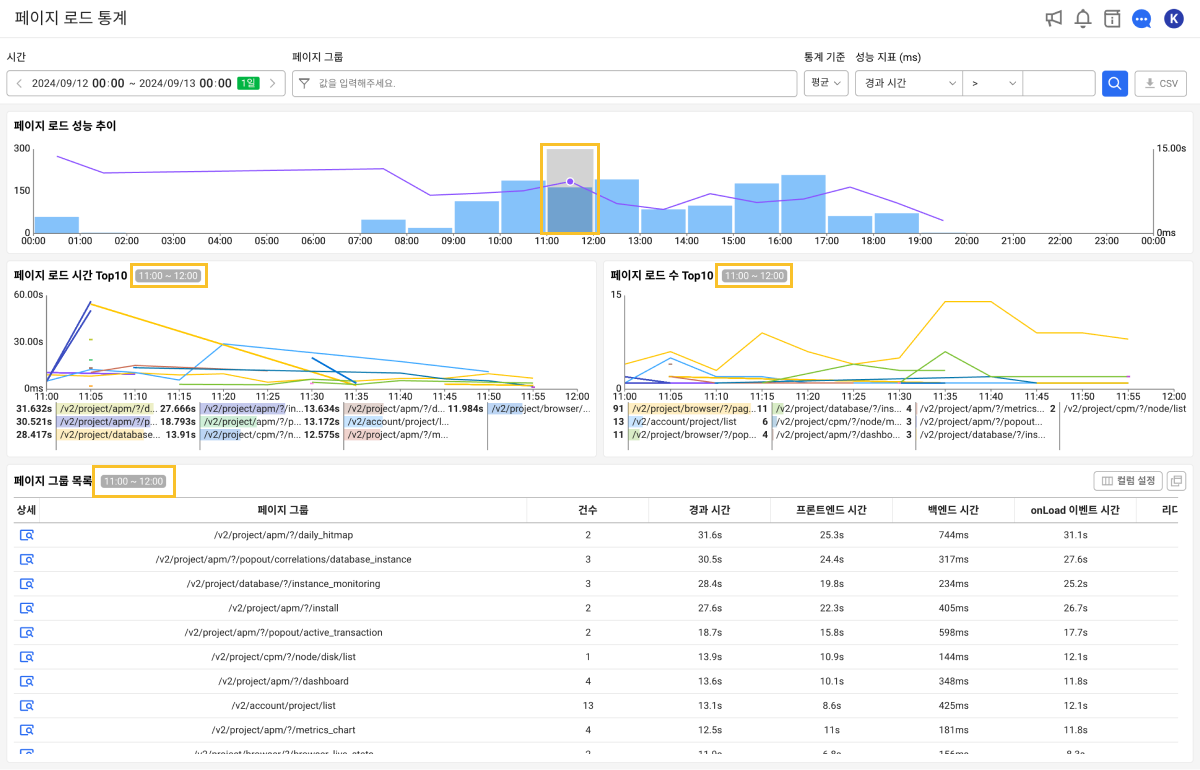 페이지 로드 통계
K
시간
페이지 그룹
통계 기준
성능 지표 (ms)
2024/09/12 00:00 ~ 2024/09/13 00:00 1일
값을 입력해주세요.
평균
경과 시간
>
CSV
페이지 로드 성능 추이
300
150
0
15.00s
0ms
00:00 01:00 02:00 03:00 04:00 05:00 06:00 07:00 08:00 09:00 10:00 11:00 12:00 13:00 14:00 15:00 16:00 17:00 18:00 19:00 20:00 21:00 22:00 23:00 00:00
페이지 로드 시간 Top10 11:00 ~ 12:00
60.00s
30.00s
0ms
11:00 11:05 11:10 11:15 11:20 11:25 11:30 11:35 11:40 11:45 11:50 11:55 12:00
31.632s /v2/project/apm/?/d... 27.666s /v2/project/apm/?/in... 13.634s /v2/project/apm/?/d... 11.984s /v2/project/browser/...
30.521s /v2/project/apm/?/p... 18.793s /v2/project/apm/?/p... 13.172s /v2/account/project/l...
28.417s /v2/project/database... 13.91s /v2/project/cpm/?/n... 12.575s /v2/project/apm/?/m...
페이지 로드 수 Top10 11:00 ~ 12:00
15
0
11:00 11:05 11:10 11:15 11:20 11:25 11:30 11:35 11:40 11:45 11:50 11:55 12:00
91 /v2/project/browser/?/pag... 11 /v2/project/database/?/ins... 4 /v2/project/apm/?/metrics... 2 /v2/project/cpm/?/node/list
13 /v2/account/project/list 6 /v2/project/cpm/?/node/m... 3 /v2/project/apm/?/popout...
11 /v2/project/browser/?/pop... 4 /v2/project/apm/?/dashbo... 3 /v2/project/database/?/ins...
페이지 그룹 목록 11:00 ~ 12:00
컬럼 설정
상세 페이지 그룹 건수 경과 시간 프론트엔드 시간 백엔드 시간 onLoad 이벤트 시간 리다
/v2/project/apm/?/daily_hitmap 2 31.6s 25.3s 744ms 31.1s
/v2/project/apm/?/popout/correlations/database_instance 3 30.5s 24.4s 317ms 27.6s
/v2/project/database/?/instance_monitoring 3 28.4s 19.8s 234ms 25.2s
/v2/project/apm/?/install 2 27.6s 22.3s 405ms 26.7s
/v2/project/apm/?/popout/active_transaction 2 18.7s 15.8s 598ms 17.7s
/v2/project/cpm/?/node/disk/list 1 13.9s 10.9s 144ms 12.1s
/v2/project/apm/?/dashboard 4 13.6s 10.1s 348ms 11.8s
/v2/account/project/list 13 13.1s 8.6s 425ms 12.1s
/v2/project/apm/?/metrics_chart 4 12.5s 11s 181ms 11.8s
/v2/project/browser/?/browser_live_stats 2 11.9s 6.8s 156ms 8.3s